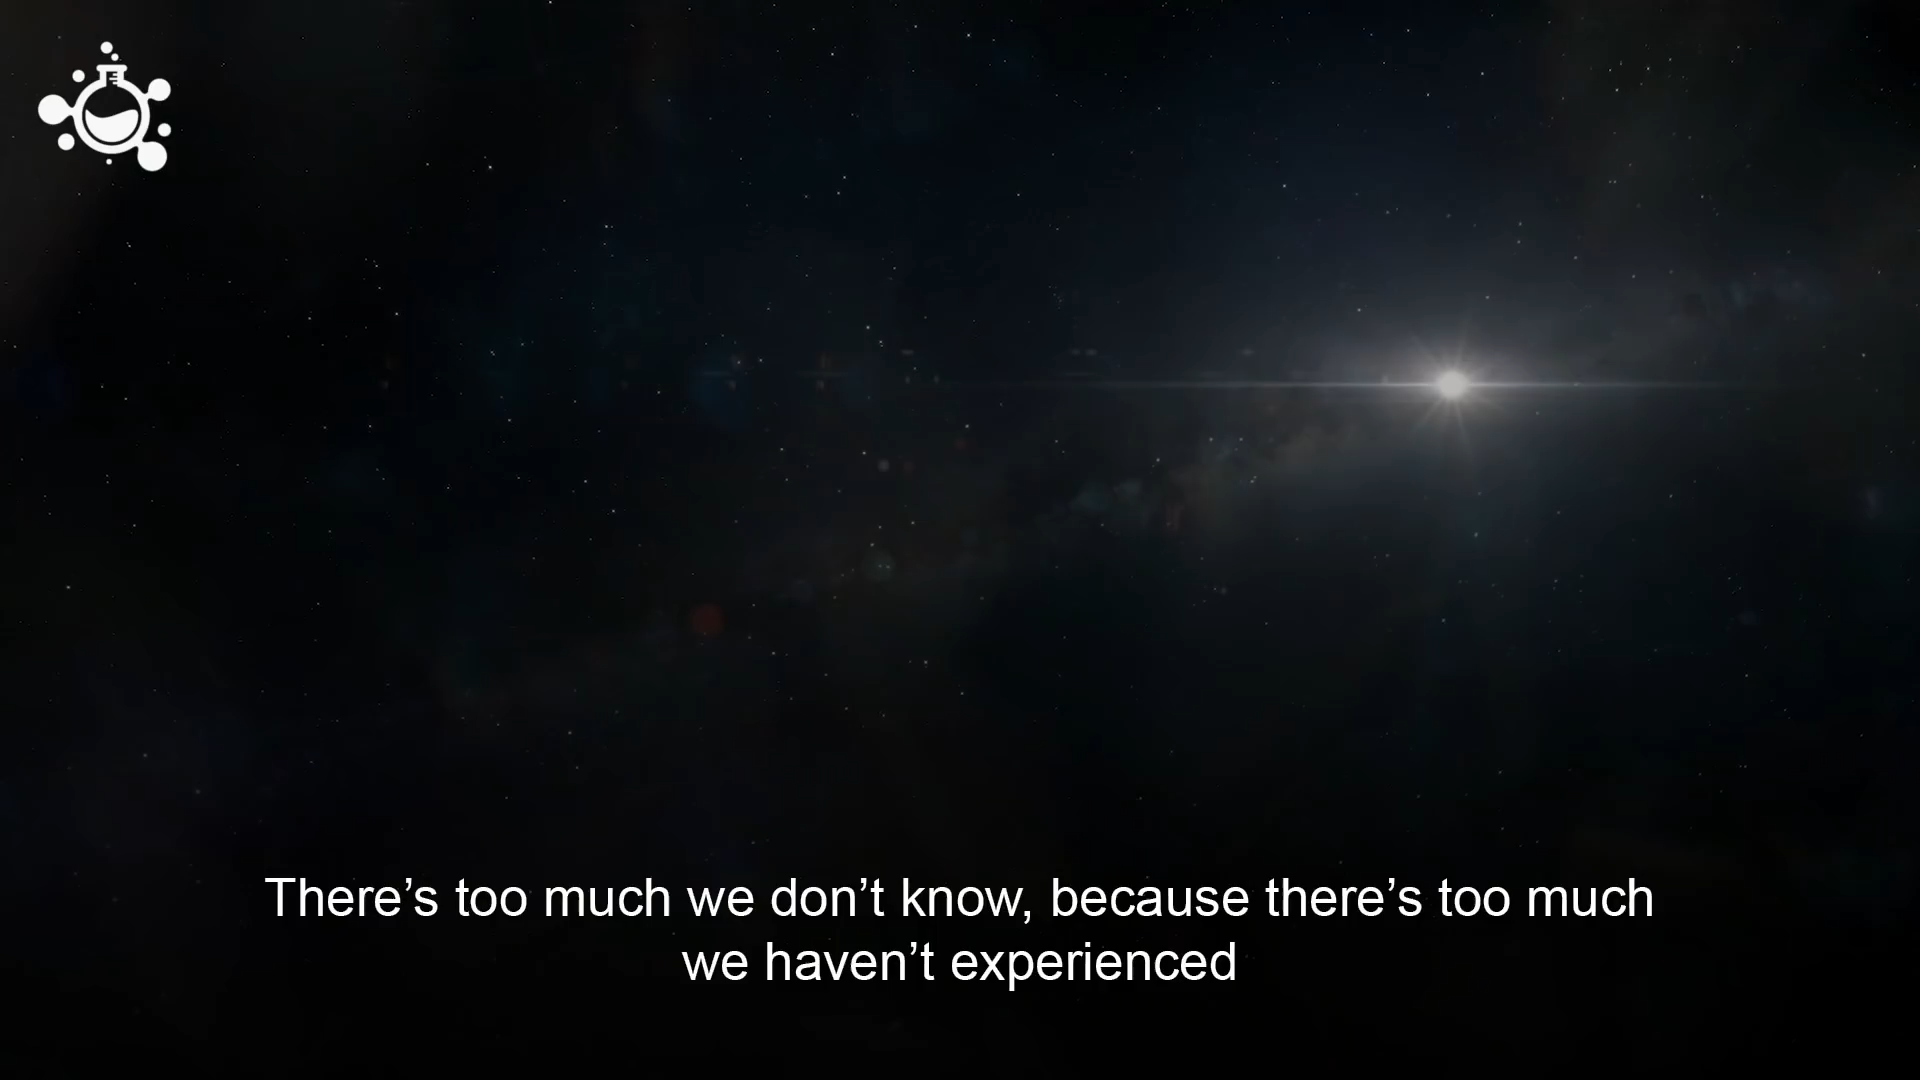 There’s too much we don’t know, because there’s too much
we haven’t experienced